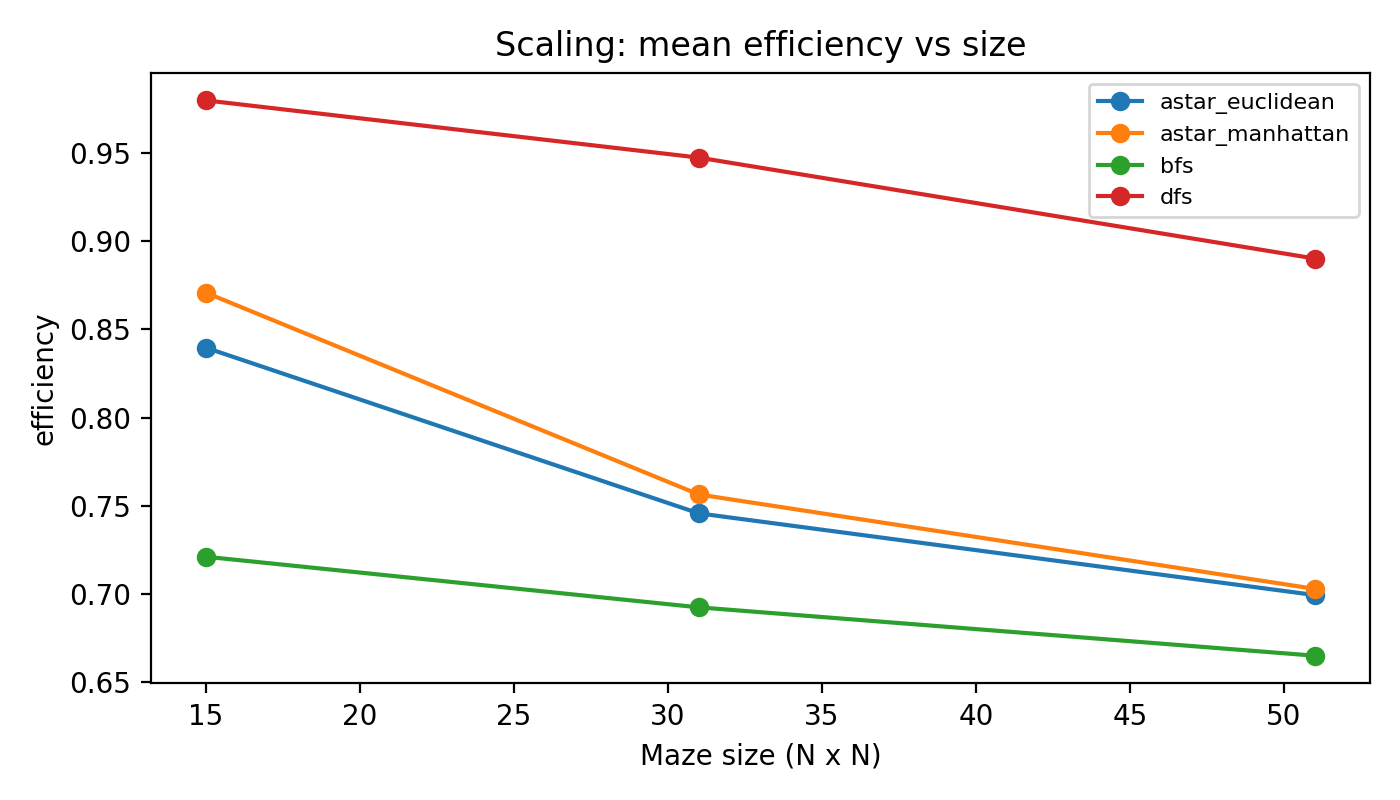 Scaling: mean efficiency vs size
astar_euclidean
astar_manhattan
bfs
dfs
efficiency
0.95
0.90
0.85
0.80
0.75
0.70
0.65
15 20 25 30 35 40 45 50
Maze size (N x N)